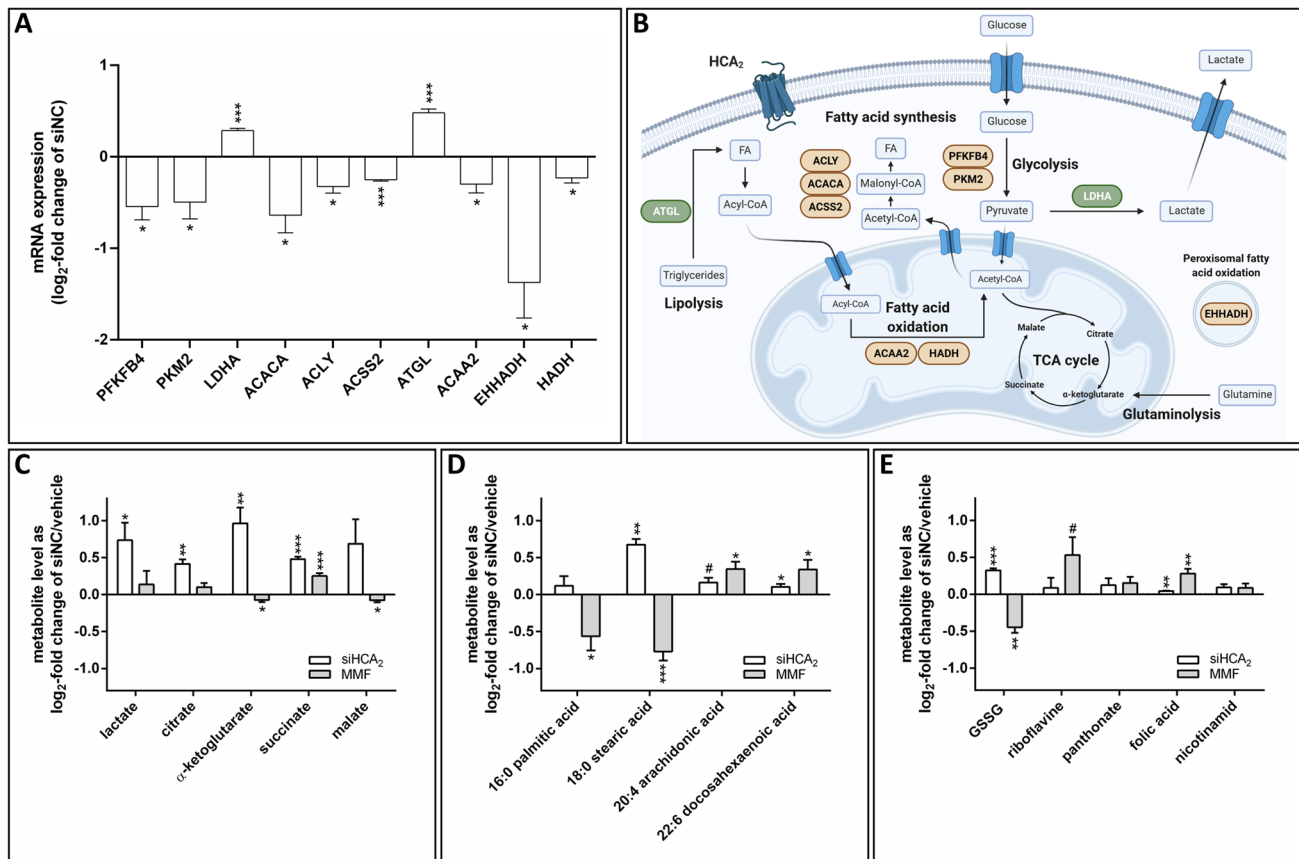 A
mRNA expression
(log₂-fold change of siNC)
1
0
-1
-2
*
*
***
*
*
***
***
*
*
*
PFKFB4
PKM2
LDHA
ACACA
ACLY
ACSS2
ATGL
ACAA2
EHHADH
HADH
B
Glucose
HCA₂
Lactate
Fatty acid synthesis
Glucose
FA
ACLY
FA
PFKFB4
Glycolysis
ACACA
Malonyl-CoA
PKM2
Acyl-CoA
ACSS2
LDHA
ATGL
Acetyl-CoA
Pyruvate
Lactate
Peroxisomal fatty
acid oxidation
Triglycerides
Acetyl-CoA
Lipolysis
Acyl-CoA
Fatty acid
oxidation
EHHADH
Malate
Citrate
ACAA2
HADH
TCA cycle
Succinate
α-ketoglutarate
Glutamine
Glutaminolysis
C
metabolite level as
log₂-fold change of siNC/vehicle
1.0
0.5
0.0
-0.5
-1.0
*
**
**
*
***
***
*
siHCA₂
MMF
lactate
citrate
α-ketoglutarate
succinate
malate
D
metabolite level as
log₂-fold change of siNC/vehicle
1.0
0.5
0.0
-0.5
-1.0
*
**
***
#
*
*
*
siHCA₂
MMF
16:0 palmitic acid
18:0 stearic acid
20:4 arachidonic acid
22:6 docosahexaenoic acid
E
metabolite level as
log₂-fold change of siNC/vehicle
1.0
0.5
0.0
-0.5
-1.0
***
**
#
**
**
siHCA₂
MMF
GSSG
riboflavine
panthonate
folic acid
nicotinamid